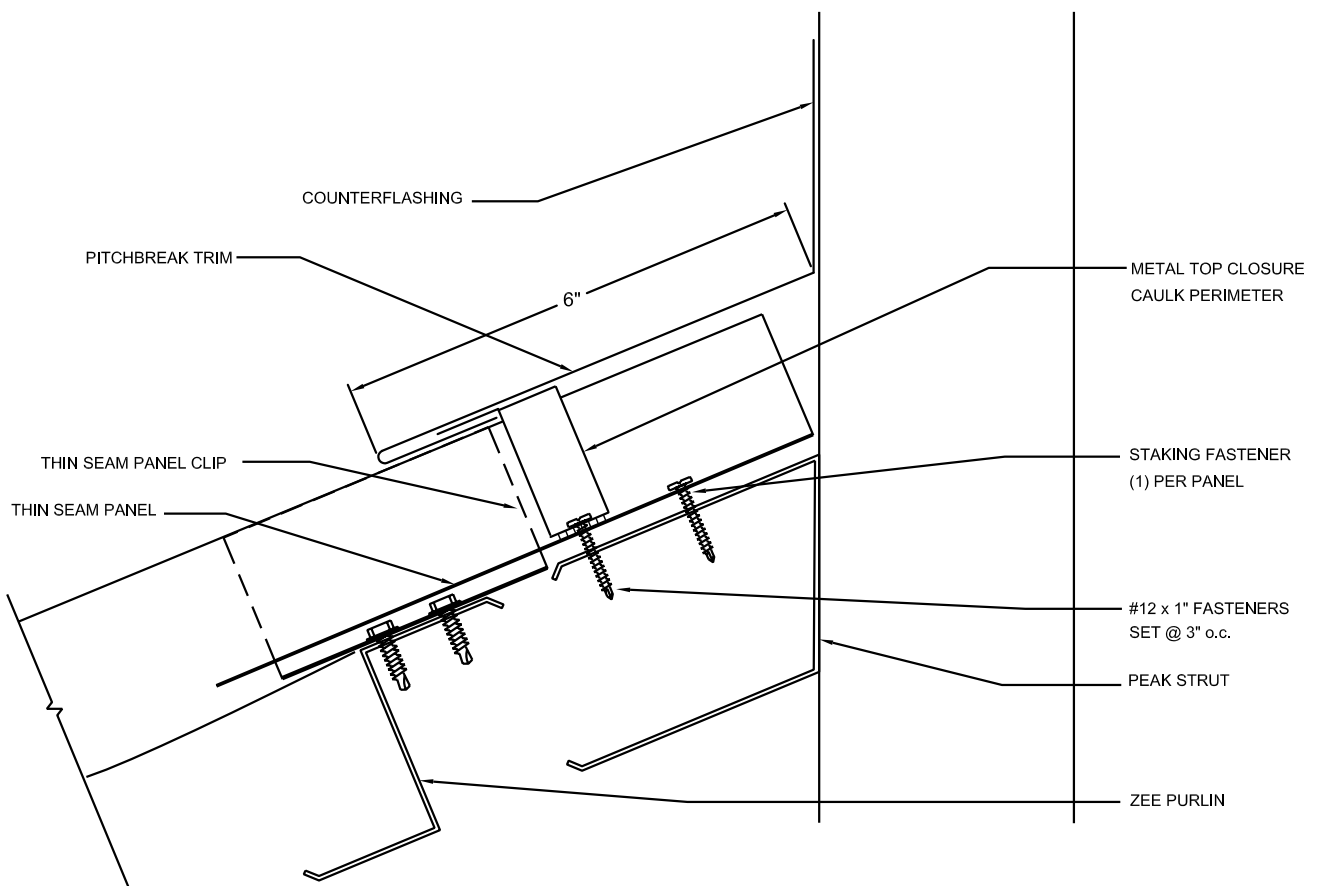 COUNTERFLASHING
PITCHBREAK TRIM
6"
METAL TOP CLOSURE
CAULK PERIMETER
THIN SEAM PANEL CLIP
THIN SEAM PANEL
STAKING FASTENER
(1) PER PANEL
#12 x 1" FASTENERS
SET @ 3" o.c.
PEAK STRUT
ZEE PURLIN